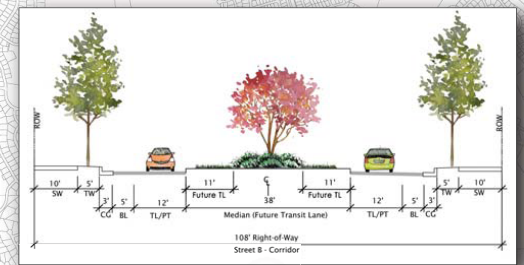 ROW ROW
10' 5' 11' ℄ 11' 5' 10'
SW TW Future TL Future TL TW SW
3' 5' 12' 38' 12' 5' 3'
CG BL TL/PT Median (Future Transit Lane) TL/PT BL CG
108' Right-of-Way
Street B - Corridor